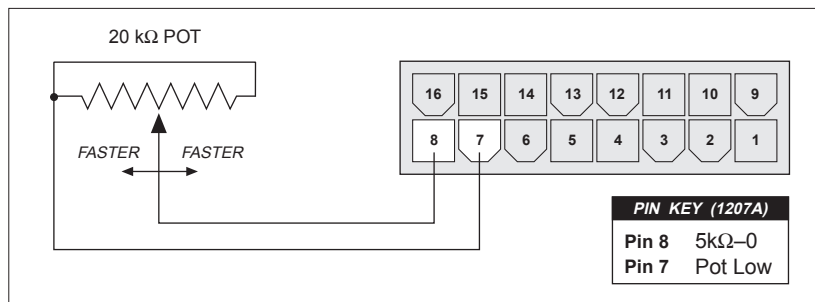 20 kΩ POT
FASTER FASTER
16 15 14 13 12 11 10 9
8 7 6 5 4 3 2 1
PIN KEY (1207A)
Pin 8 5kΩ–0
Pin 7 Pot Low